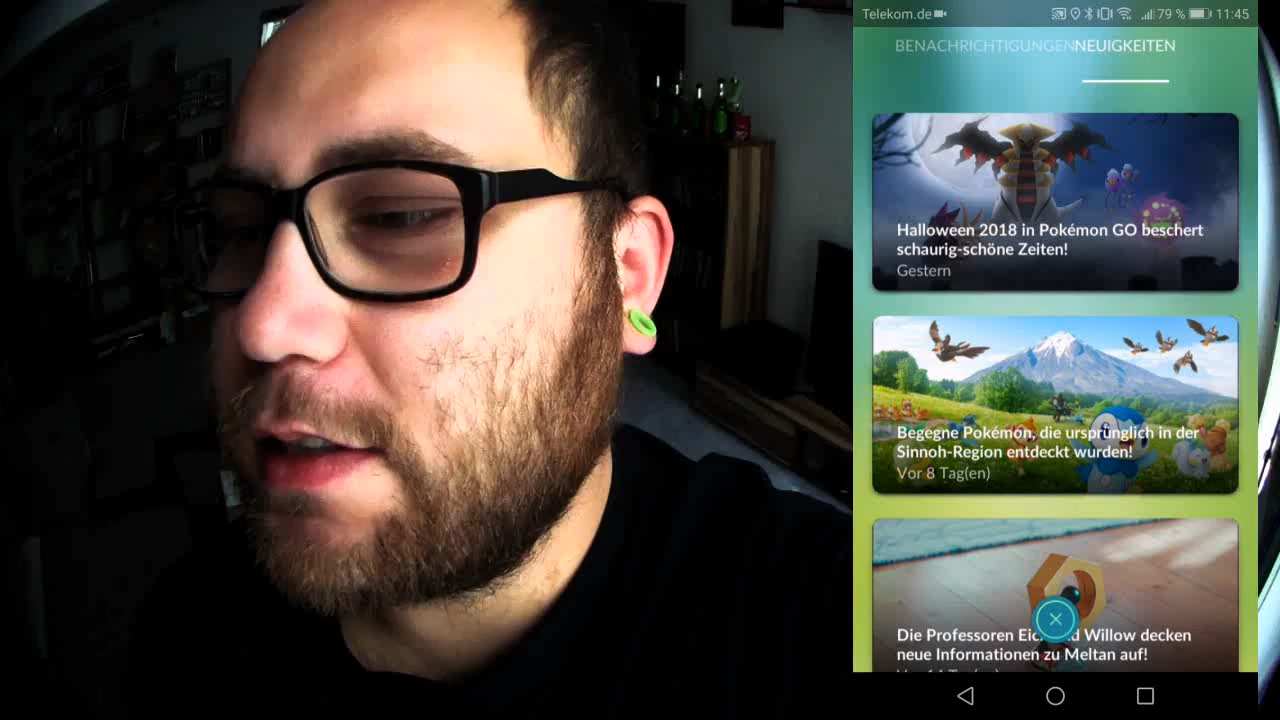 Telekom.de 79 % 11:45
BENACHRICHTIGUNGEN NEUIGKEITEN
Halloween 2018 in Pokémon GO beschert
schaurig-schöne Zeiten!
Gestern
Begegne Pokémon, die ursprünglich in der
Sinnoh-Region entdeckt wurden!
Vor 8 Tag(en)
Die Professoren Willow decken
neue Informationen zu Meltan auf!